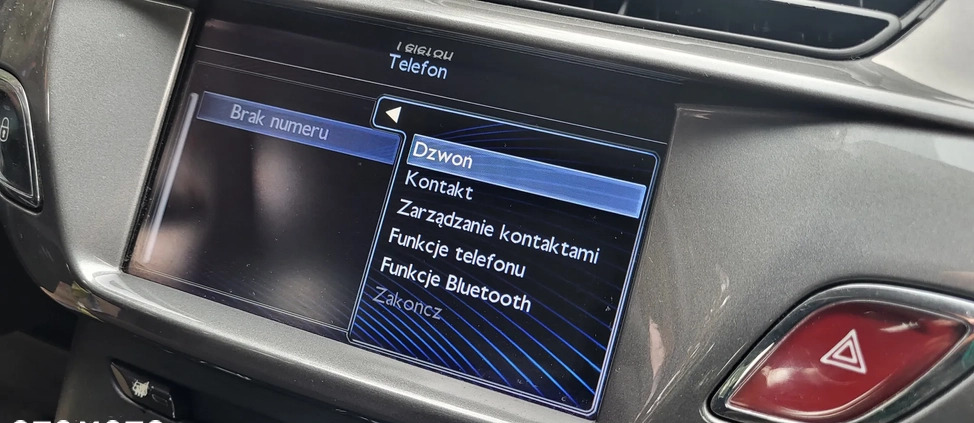 Telefon
Brak numeru
Dzwoń
Kontakt
Zarządzanie kontaktami
Funkcje telefonu
Funkcje Bluetooth
Zakończ